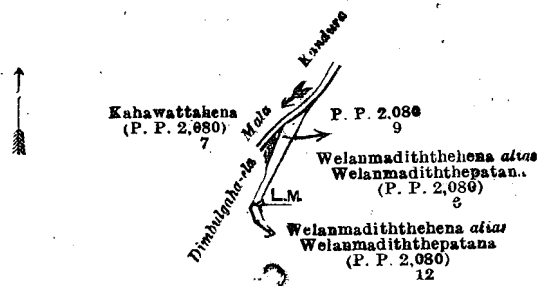 Mala Kandura
Kahawattahena
(P. P. 2,080)
7
P. P. 2,080
9
Welanmadiththehena alias
Welanmadiththepatana
(P. P. 2,080)
Dimbulgaha-ela
L.M.
Welanmadiththehena alias
Welanmadiththepatana
(P. P. 2,080)
12